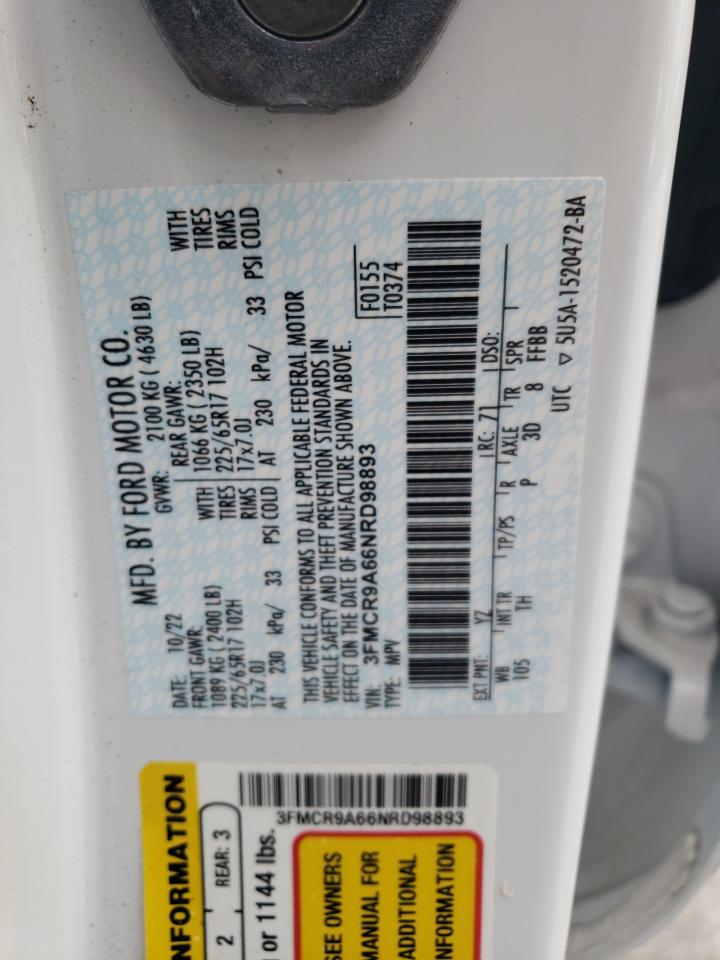 MFD. BY FORD MOTOR CO.
DATE: 10/22 GVWR: 2100 KG ( 4630 LB)
FRONT GAWR: REAR GAWR:
1089 KG (2400 LB) WITH 1066 KG ( 2350 LB) WITH
225/65R17 102H TIRES 225/65R17 102H TIRES
17x7.0J RIMS 17x7.0J RIMS
AT 230 kPa/ 33 PSI COLD AT 230 kPa/ 33 PSI COLD
THIS VEHICLE CONFORMS TO ALL APPLICABLE FEDERAL MOTOR
VEHICLE SAFETY AND THEFT PREVENTION STANDARDS IN
EFFECT ON THE DATE OF MANUFACTURE SHOWN ABOVE.
VIN: 3FMCR9A66NRD98893 F0155
TYPE: MPV T0374
EXT PNT: YZ RC: 71 DSO:
WB INT TR TP/PS R AXLE TR SPR
105 TH P 3D 8 FFBB
UTC ▽ 5U5A-1520472-BA
3FMCR9A66NRD98893
NFORMATION
2 REAR: 3
or 1144 lbs.
SEE OWNERS
MANUAL FOR
ADDITIONAL
INFORMATION